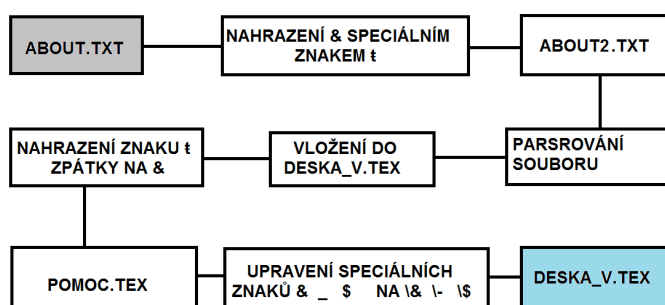 ABOUT.TXT
NAHRAZENÍ & SPECIÁLNÍM
ZNAKEM ŧ
ABOUT2.TXT
NAHRAZENÍ ZNAKU ŧ
ZPÁTKY NA &
VLOŽENÍ DO
DESKA_V.TEX
PARSROVÁNÍ
SOUBORU
POMOC.TEX
UPRAVENÍ SPECIÁLNÍCH
ZNAKŮ & _ $ NA \& \- \$
DESKA_V.TEX